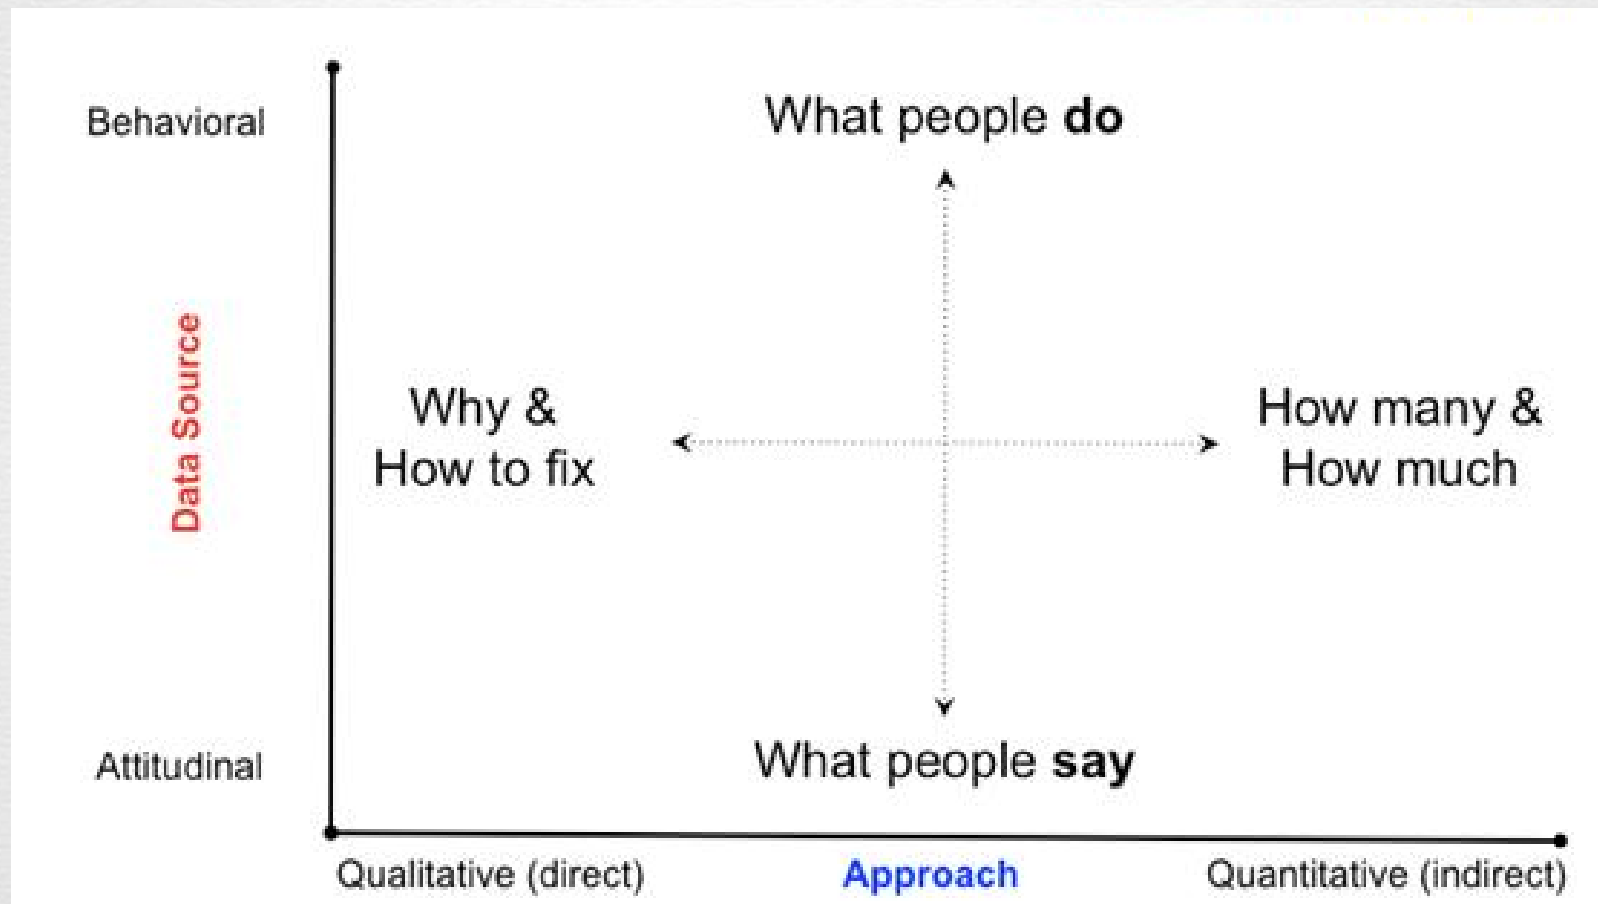 Behavioral
What people do
Data Source
Why &
How to fix
How many &
How much
Attitudinal
What people say
Qualitative (direct)
Approach
Quantitative (indirect)